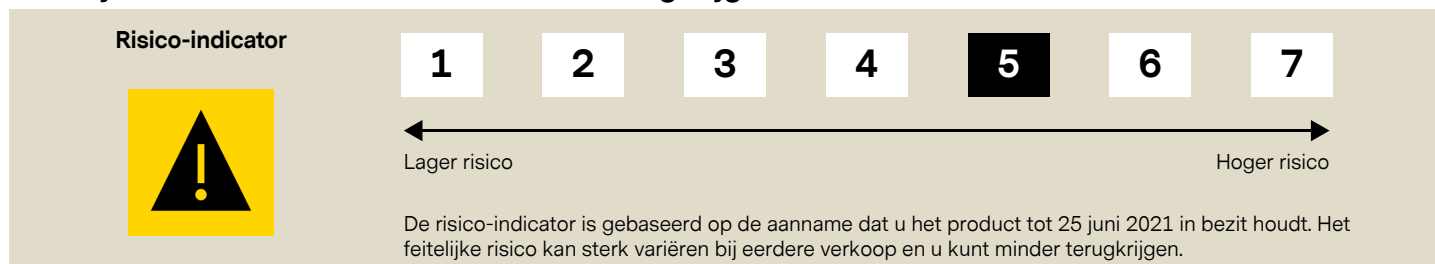 Risico-indicator
1 2 3 4 5 6 7
Lager risico Hoger risico
De risico-indicator is gebaseerd op de aanname dat u het product tot 25 juni 2021 in bezit houdt. Het
feitelijke risico kan sterk variëren bij eerdere verkoop en u kunt minder terugkrijgen.